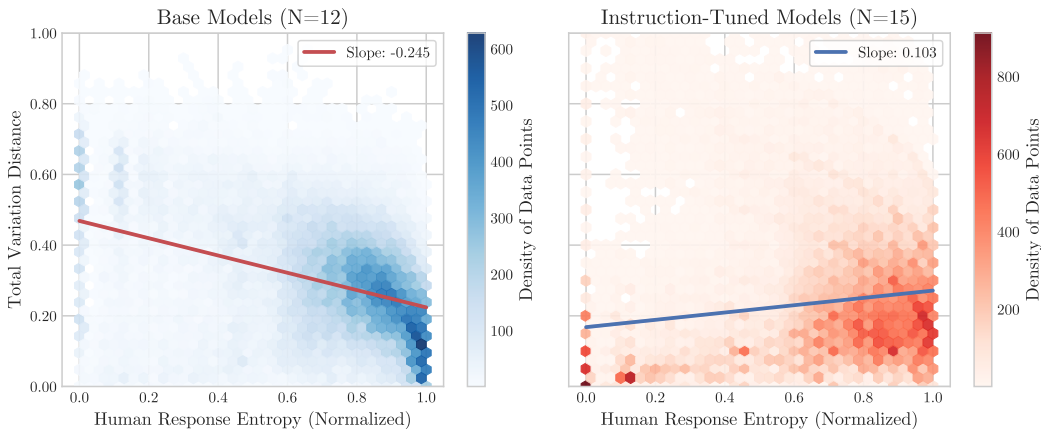 Base Models (N=12)
Slope: -0.245
1.00
0.80
0.60
0.40
0.20
0.00
Total Variation Distance
0.0 0.2 0.4 0.6 0.8 1.0
Human Response Entropy (Normalized)
600
500
400
300
200
100
Density of Data Points
Instruction-Tuned Models (N=15)
Slope: 0.103
0.0 0.2 0.4 0.6 0.8 1.0
Human Response Entropy (Normalized)
800
600
400
200
Density of Data Points